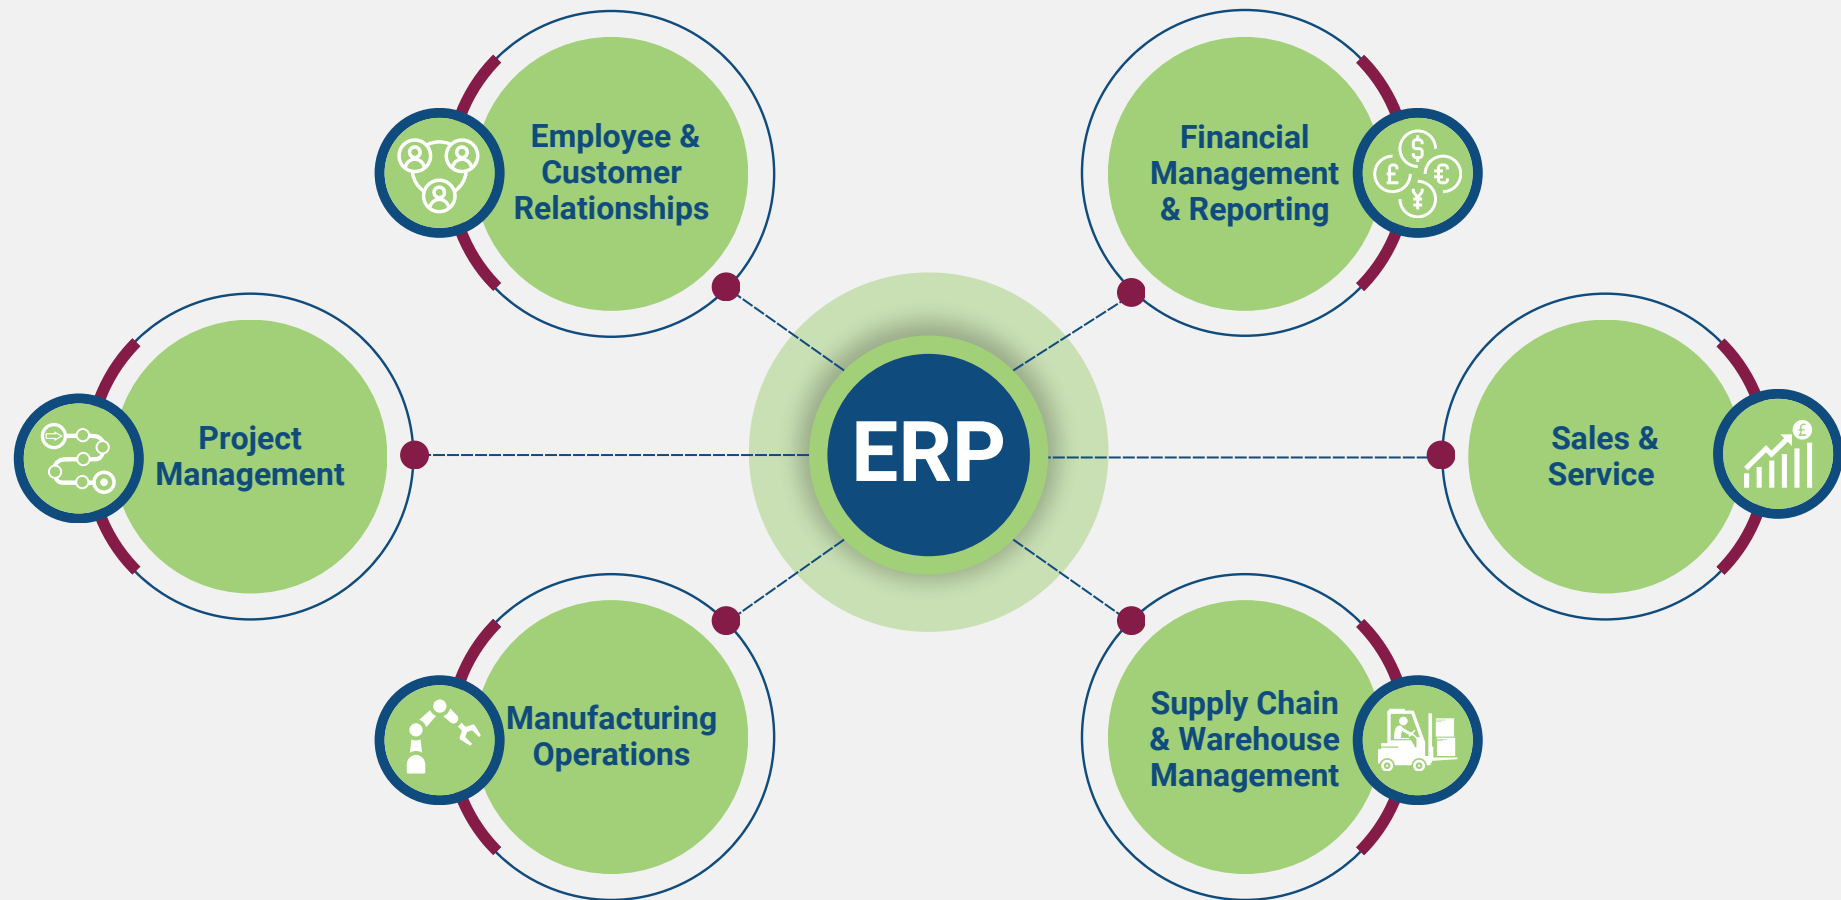 Employee &
Customer
Relationships
Financial
Management
& Reporting
Project
Management
ERP
Sales &
Service
Manufacturing
Operations
Supply Chain
& Warehouse
Management